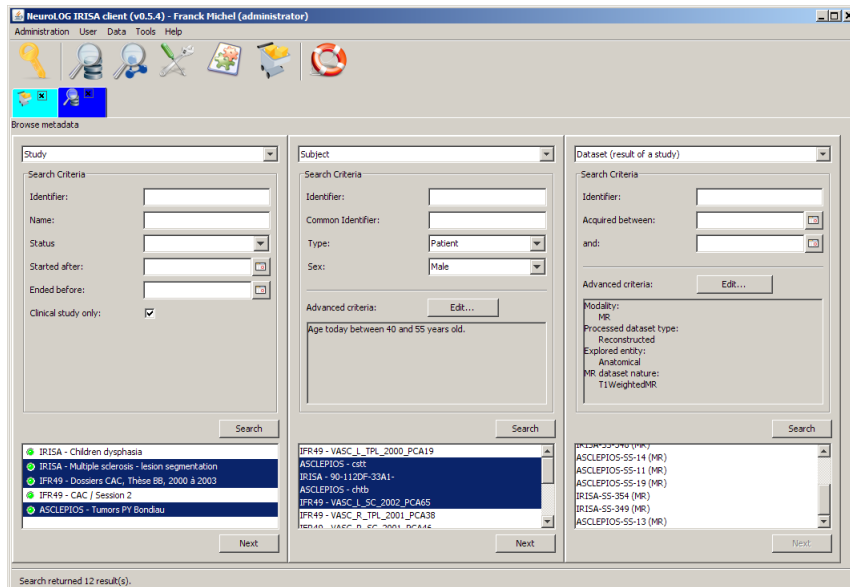 NeuroLOG IRISA client (v0.5.4) - Franck Michel (administrator)
Administration User Data Tools Help
Browse metadata
Study
Search Criteria
Identifier:
Name:
Status
Started after:
Ended before:
Clinical study only:
Search
IRISA - Children dysphasia
IRISA - Multiple sclerosis - lesion segmentation
IFR49 - Dossiers CAC, Thèse BB, 2000 à 2003
IFR49 - CAC / Session 2
ASCLEPIOS - Tumors PY Bondiau
Next
Subject
Search Criteria
Identifier:
Common Identifier:
Type: Patient
Sex: Male
Advanced criteria: Edit...
Age today between 40 and 55 years old.
Search
IFR49 - VASC_L_TPL_2000_PCA19
ASCLEPIOS - cstt
IRISA - 90-112DF-33A1-
ASCLEPIOS - chtb
IFR49 - VASC_L_SC_2002_PCA65
IFR49 - VASC_R_TPL_2001_PCA38
IFR49 - VASC_R_SC_2001_PCA46
Next
Dataset (result of a study)
Search Criteria
Identifier:
Acquired between:
and:
Advanced criteria: Edit...
Modality:
MR
Processed dataset type:
Reconstructed
Explored entity:
Anatomical
MR dataset nature:
T1WeightedMR
Search
IRISA-SS-348 (MR)
ASCLEPIOS-SS-14 (MR)
ASCLEPIOS-SS-11 (MR)
ASCLEPIOS-SS-19 (MR)
IRISA-SS-354 (MR)
IRISA-SS-349 (MR)
ASCLEPIOS-SS-13 (MR)
Next
Search returned 12 result(s).